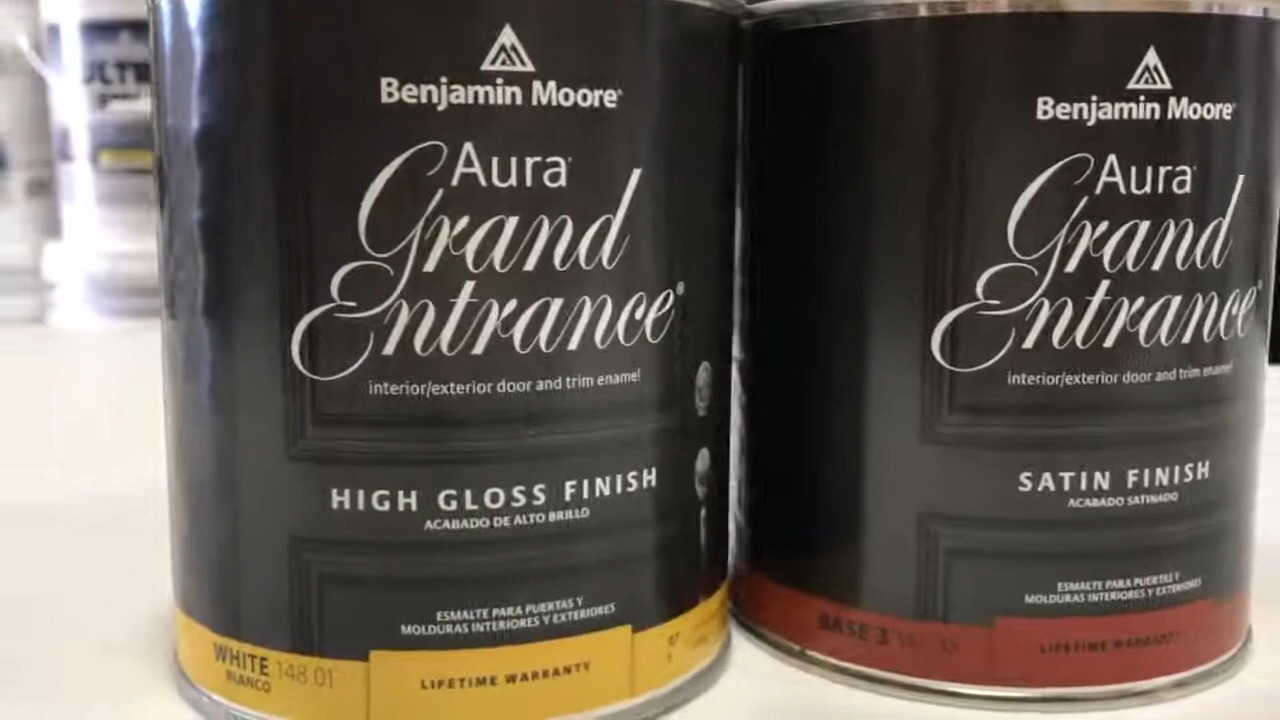 Benjamin Moore
Aura
Grand
Entrance®
interior/exterior door and trim enamel
HIGH GLOSS FINISH
ACABADO DE ALTO BRILLO
ESMALTE PARA PUERTAS Y
MOLDURAS INTERIORES Y EXTERIORES
WHITE 148 01
BLANCO
LIFETIME WARRANTY
Benjamin Moore
Aura
Grand
Entrance
interior/exterior door and trim enamel
SATIN FINISH
ACABADO SATINADO
ESMALTE PARA PUERTAS Y
MOLDURAS INTERIORES Y EXTERIORES
BASE 3
LIFETIME WARRANTY